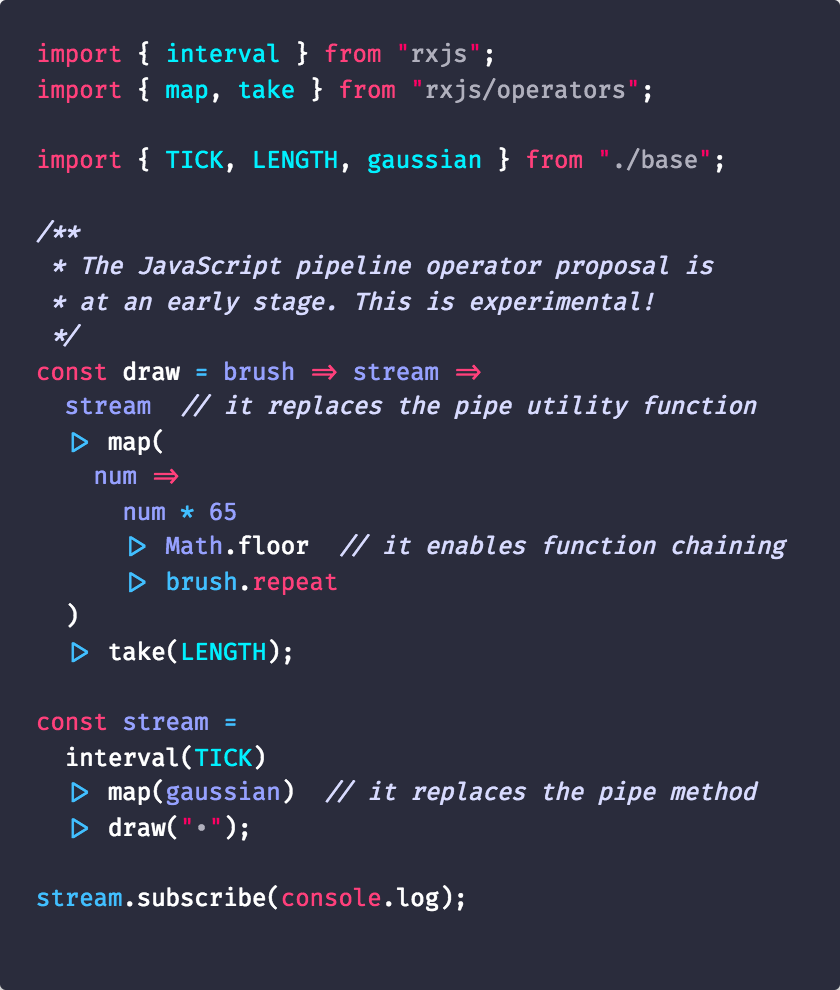 import { interval } from "rxjs";
import { map, take } from "rxjs/operators";

import { TICK, LENGTH, gaussian } from "./base";

/**
 * The JavaScript pipeline operator proposal is
 * at an early stage. This is experimental!
 */
const draw = brush => stream =>
  stream  // it replaces the pipe utility function
  |> map(
    num =>
      num * 65
      |> Math.floor  // it enables function chaining
      |> brush.repeat
  )
  |> take(LENGTH);

const stream =
  interval(TICK)
  |> map(gaussian)  // it replaces the pipe method
  |> draw("•");

stream.subscribe(console.log);